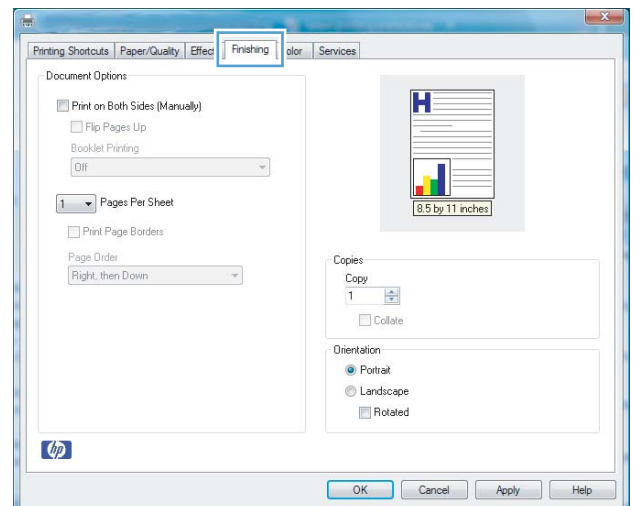 Printing Shortcuts Paper/Quality Effec Finishing olor Services
Document Options
Print on Both Sides (Manually)
Flip Pages Up
Booklet Printing
Off
1 Pages Per Sheet
Print Page Borders
Page Order
Right, then Down
H
8.5 by 11 inches
Copies
Copy
1
Collate
Orientation
Portrait
Landscape
Rotated
hp
OK Cancel Apply Help